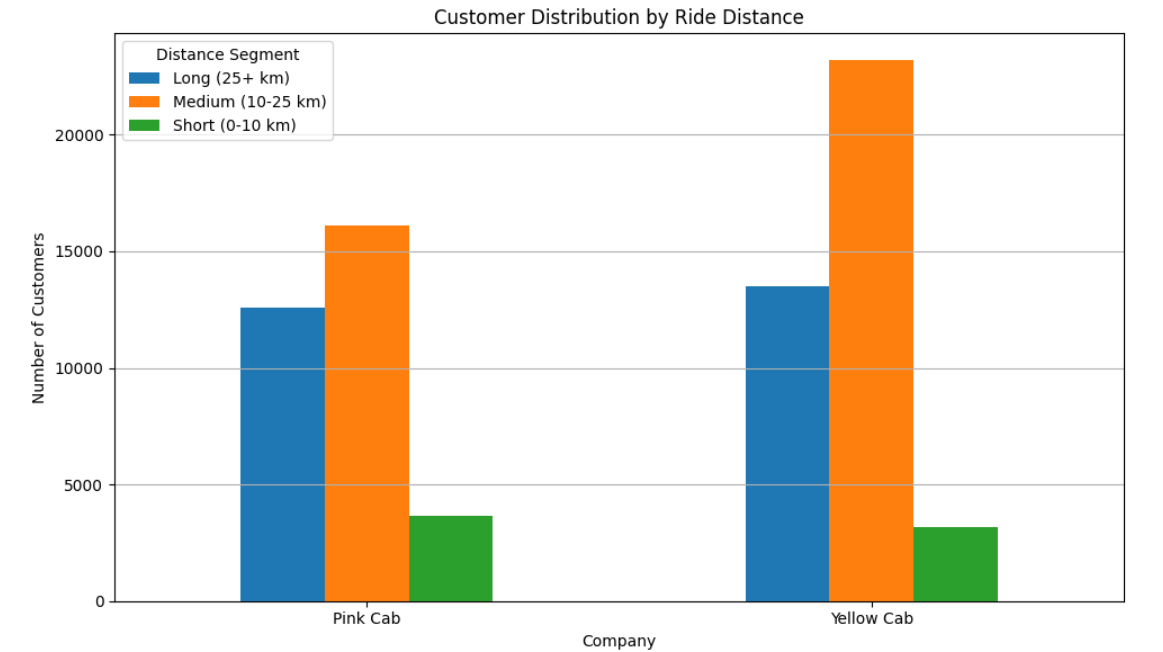 Customer Distribution by Ride Distance
Distance Segment
Long (25+ km)
Medium (10-25 km)
Short (0-10 km)
20000
15000
10000
5000
0
Number of Customers
Pink Cab
Yellow Cab
Company